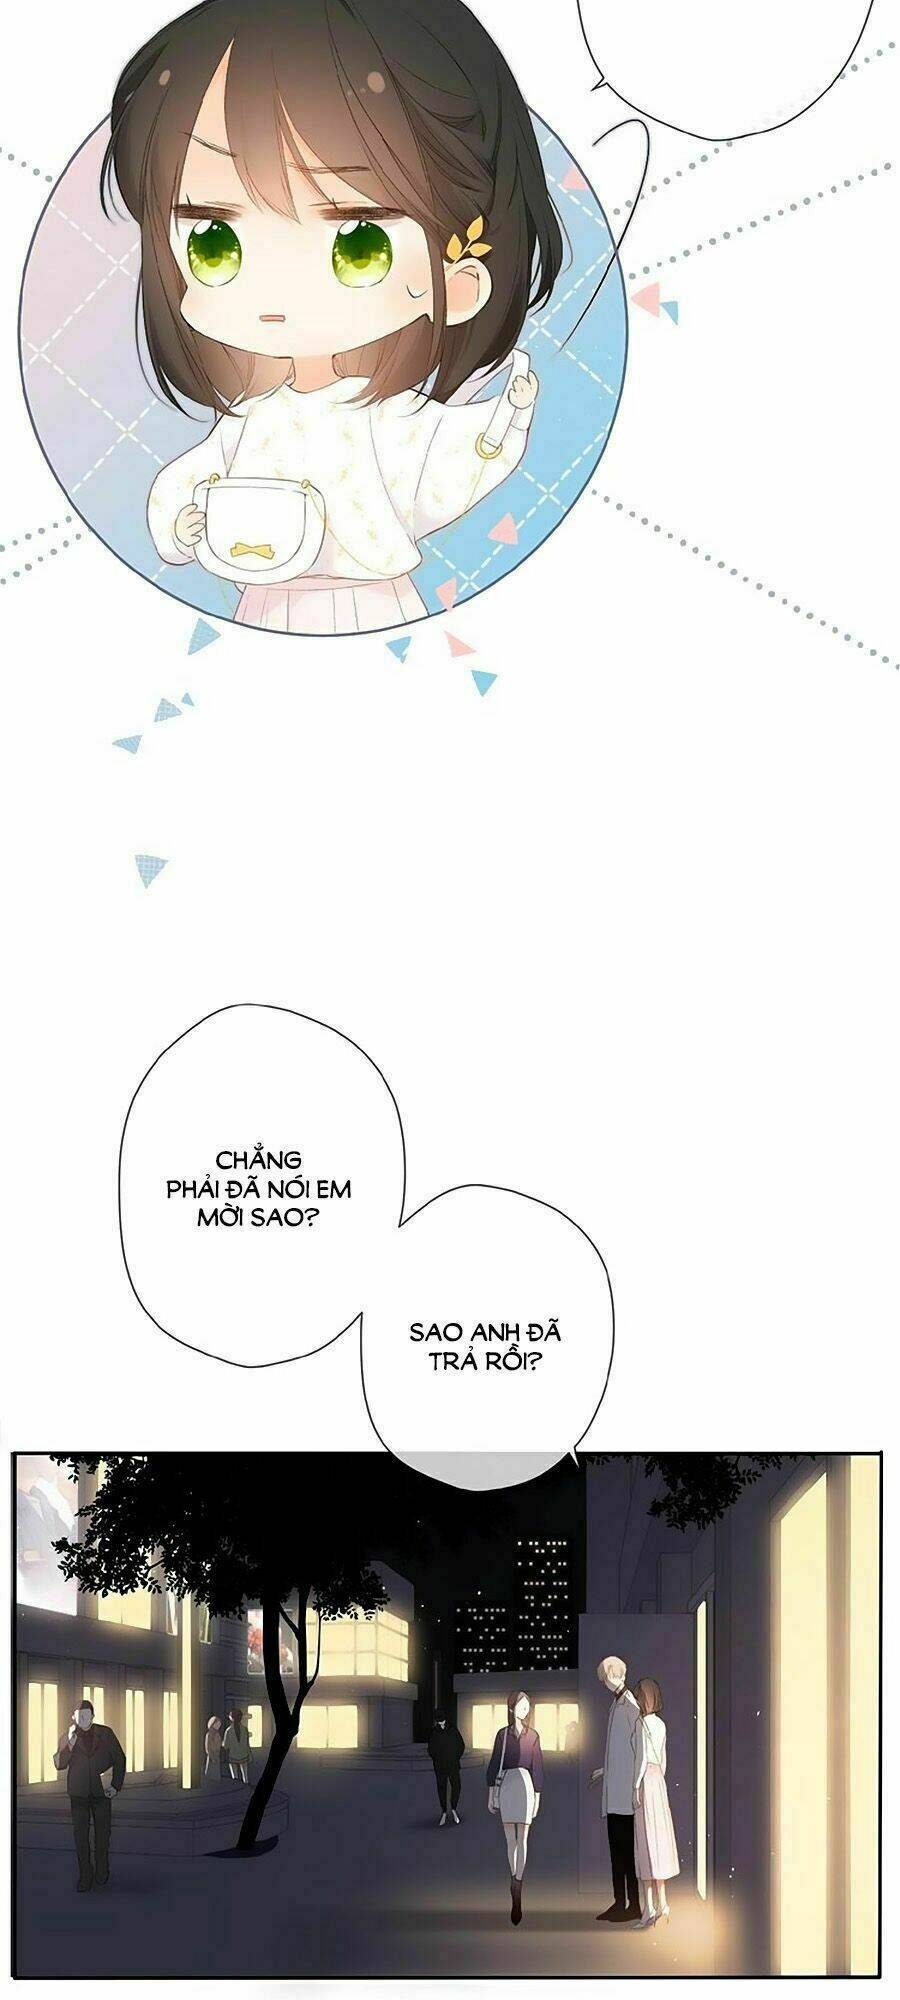 CHẲNG
PHẢI ĐÃ NÓI EM
MỜI SAO?
SAO ANH ĐÃ
TRẢ RỒI?